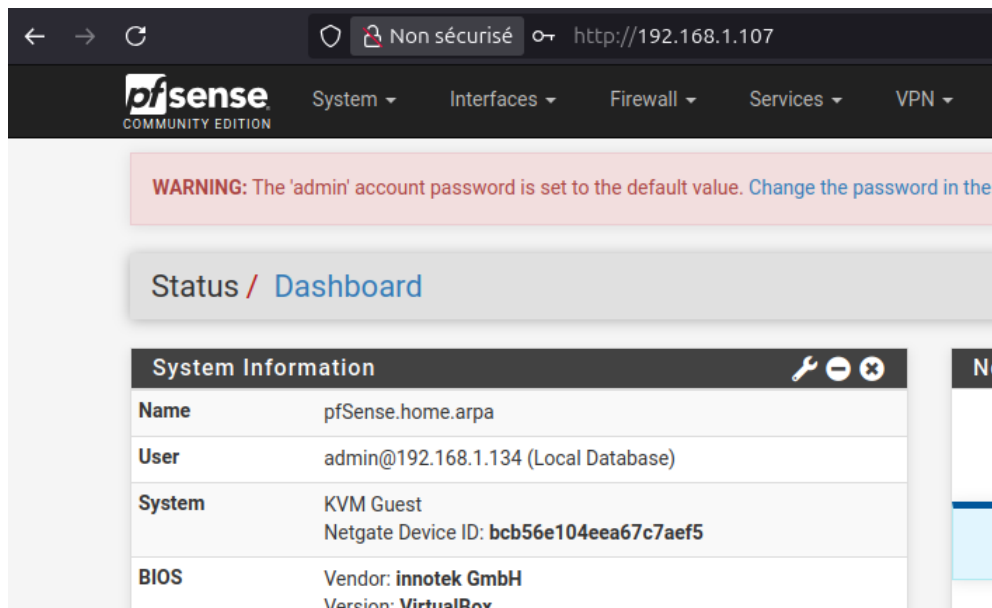 Non sécurisé http://192.168.1.107
pfsense
COMMUNITY EDITION
System Interfaces Firewall Services VPN
WARNING: The 'admin' account password is set to the default value. Change the password in the
Status / Dashboard
System Information
Name pfSense.home.arpa
User admin@192.168.1.134 (Local Database)
System KVM Guest
Netgate Device ID: bcb56e104eea67c7aef5
BIOS Vendor: innotek GmbH
Version: VirtualBox